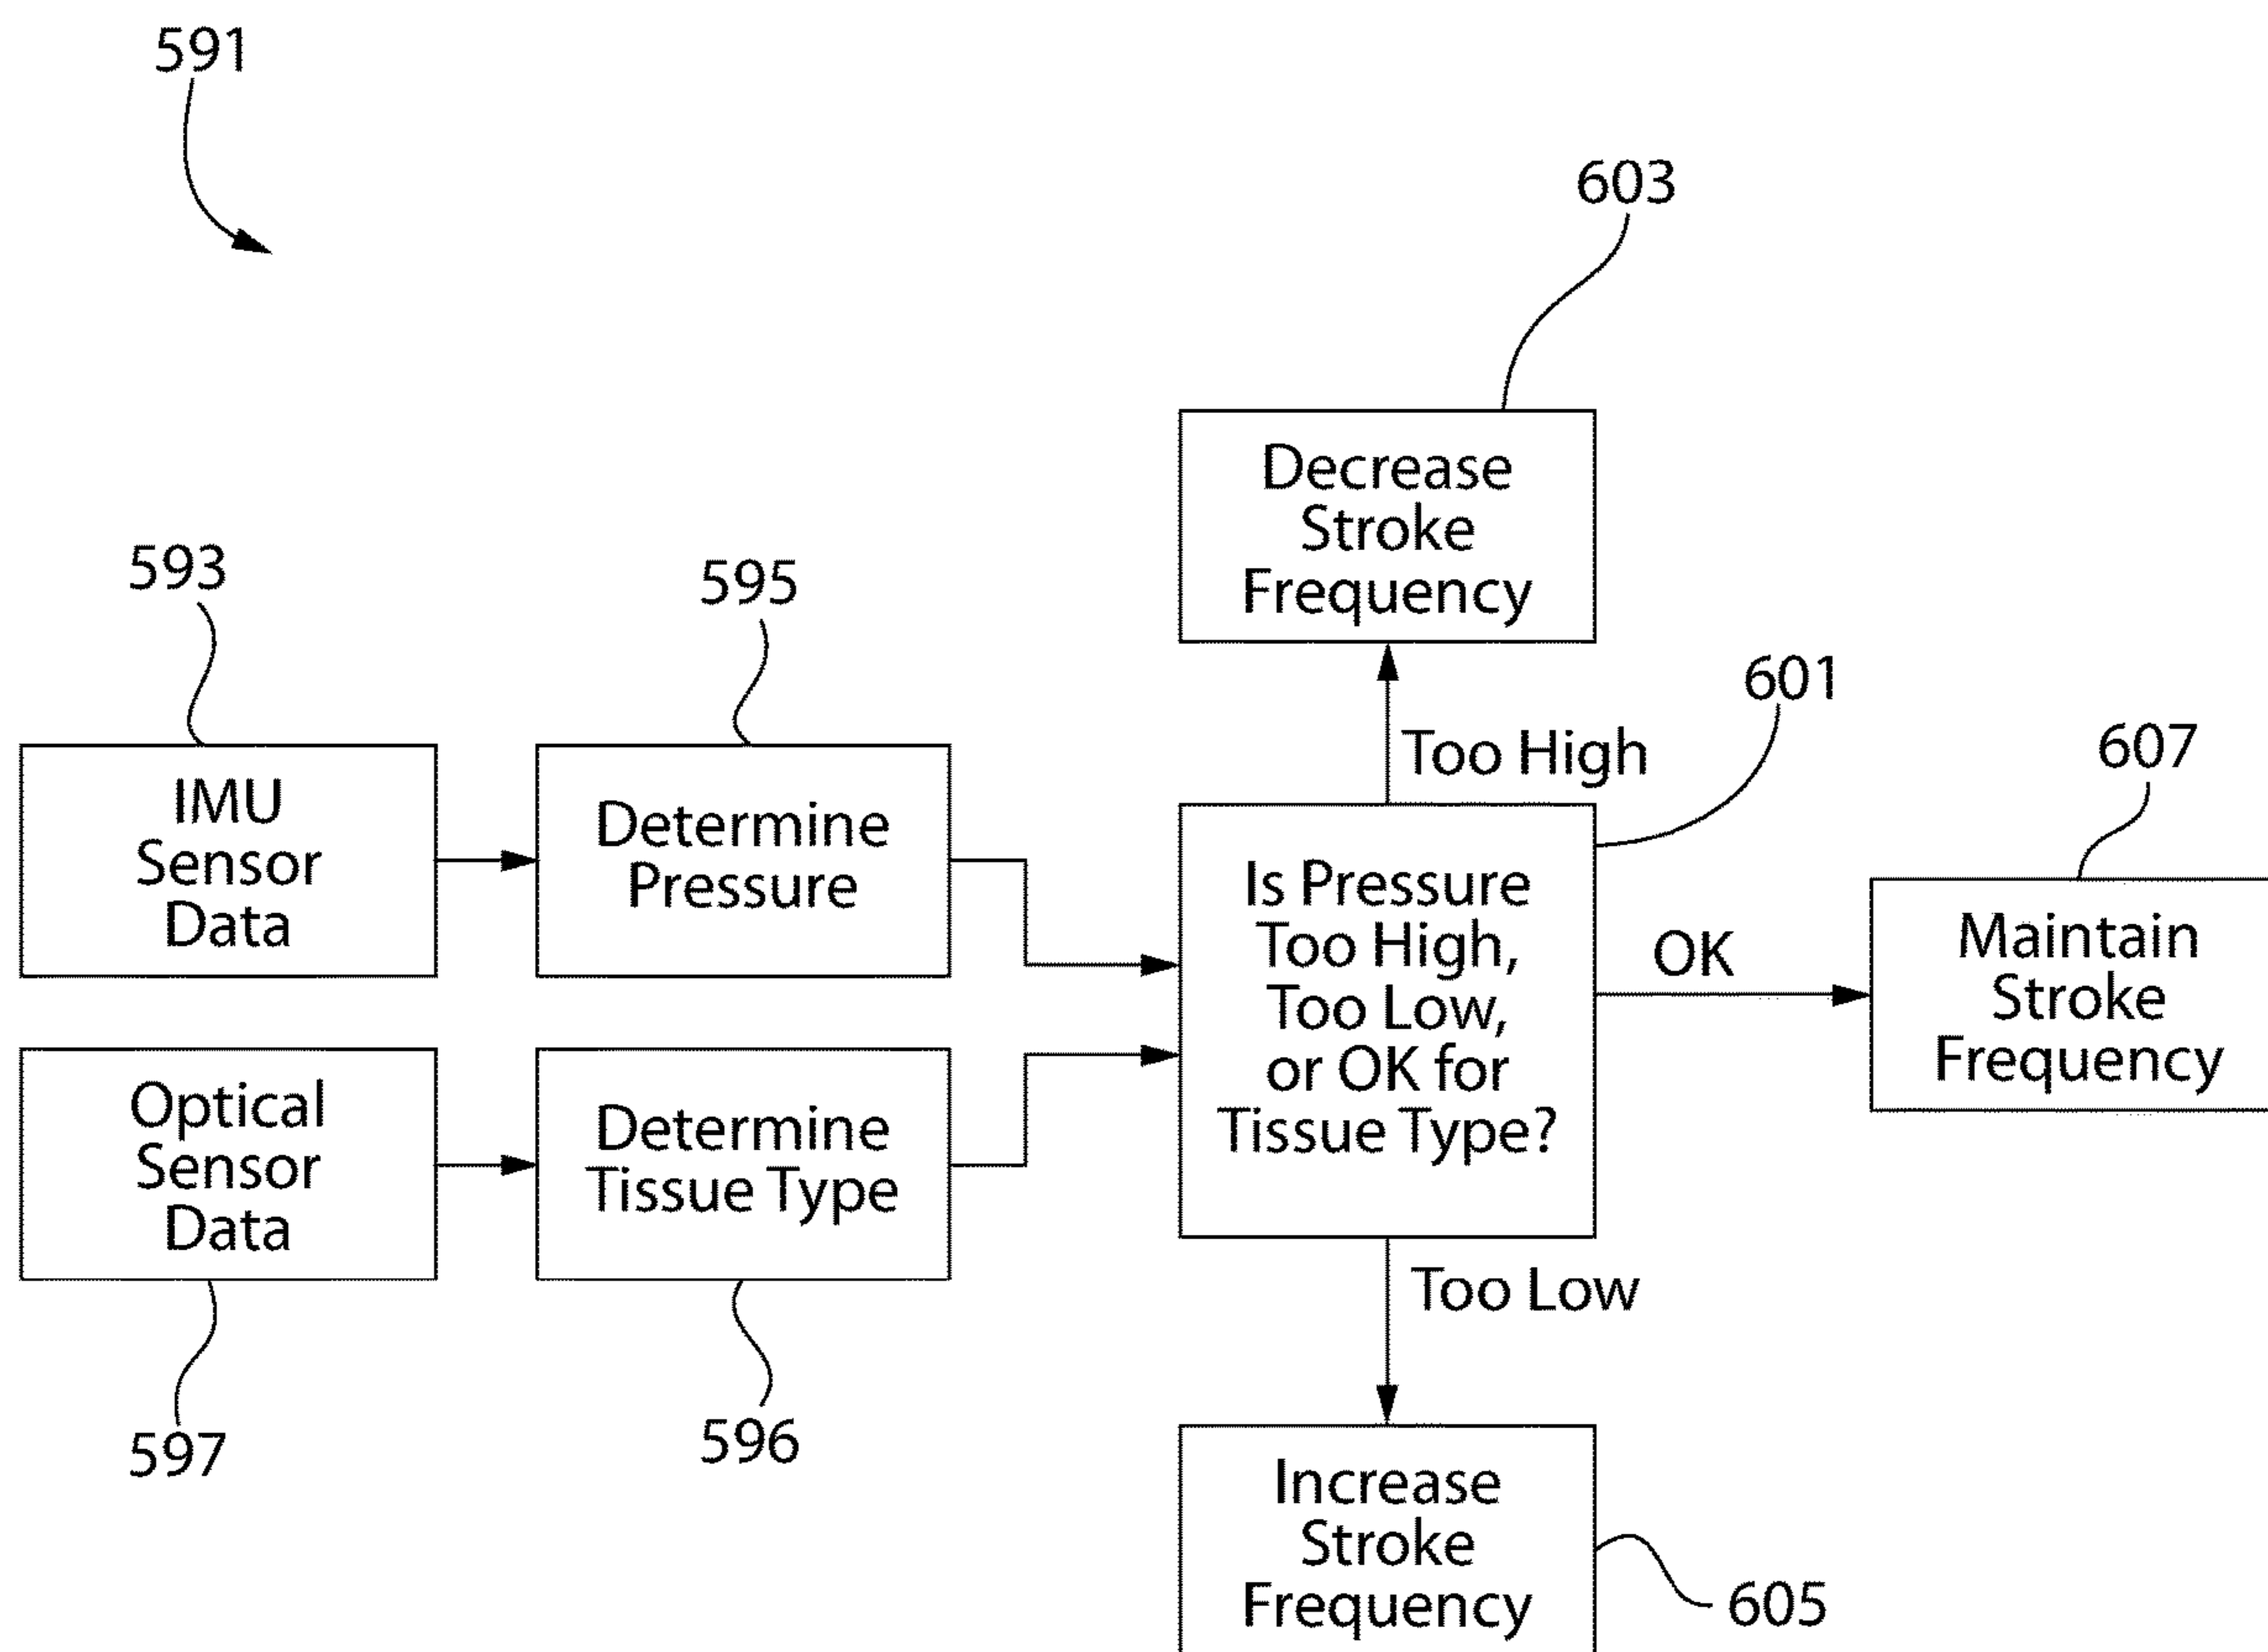 591
603
Decrease
Stroke
Frequency
593
595
601
Too High
607
IMU
Sensor
Data
Determine
Pressure
Is Pressure
Too High,
Too Low,
or OK for
Tissue Type?
OK
Maintain
Stroke
Frequency
Optical
Sensor
Data
Determine
Tissue Type
Too Low
597
596
Increase
Stroke
Frequency
605